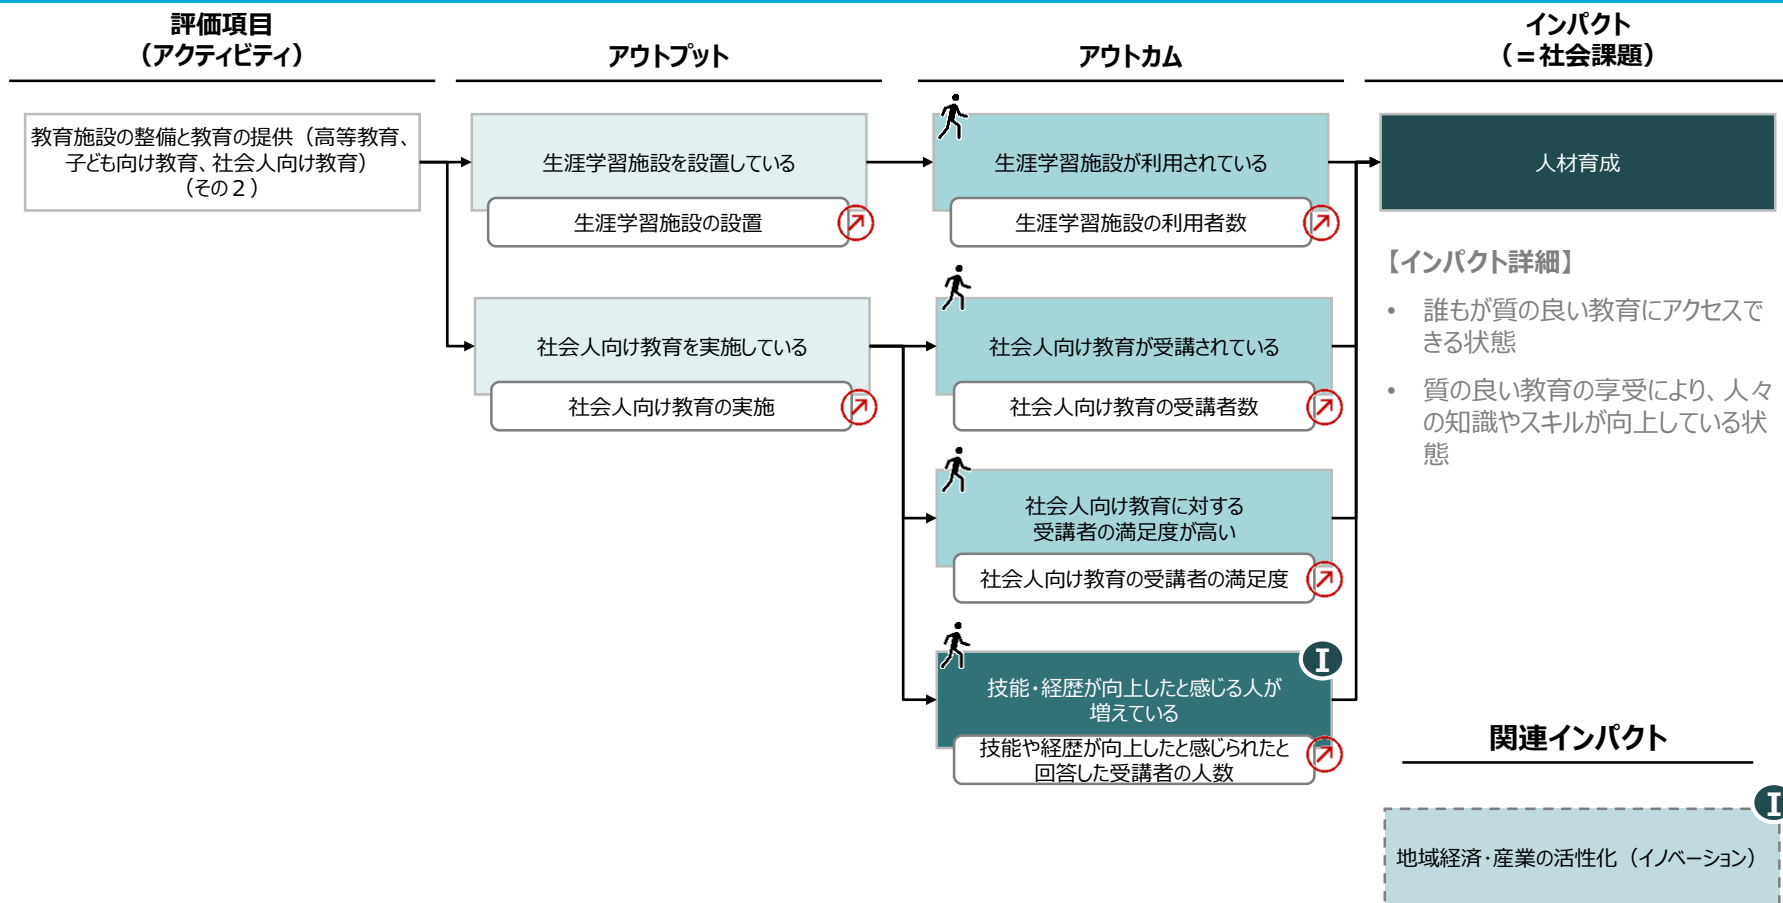 評価項目
（アクティビティ）
アウトプット
アウトカム
インパクト
（＝社会課題）
教育施設の整備と教育の提供（高等教育、
子ども向け教育、社会人向け教育）
（その２）
生涯学習施設を設置している
生涯学習施設の設置
生涯学習施設が利用されている
生涯学習施設の利用者数
人材育成
【インパクト詳細】
• 誰もが質の良い教育にアクセスで
きる状態
• 質の良い教育の享受により、人々
の知識やスキルが向上している状
態
社会人向け教育を実施している
社会人向け教育の実施
社会人向け教育が受講されている
社会人向け教育の受講者数
社会人向け教育に対する
受講者の満足度が高い
社会人向け教育の受講者の満足度
I
技能・経歴が向上したと感じる人が
増えている
技能や経歴が向上したと感じられたと
回答した受講者の人数
関連インパクト
I
地域経済・産業の活性化（イノベーション）